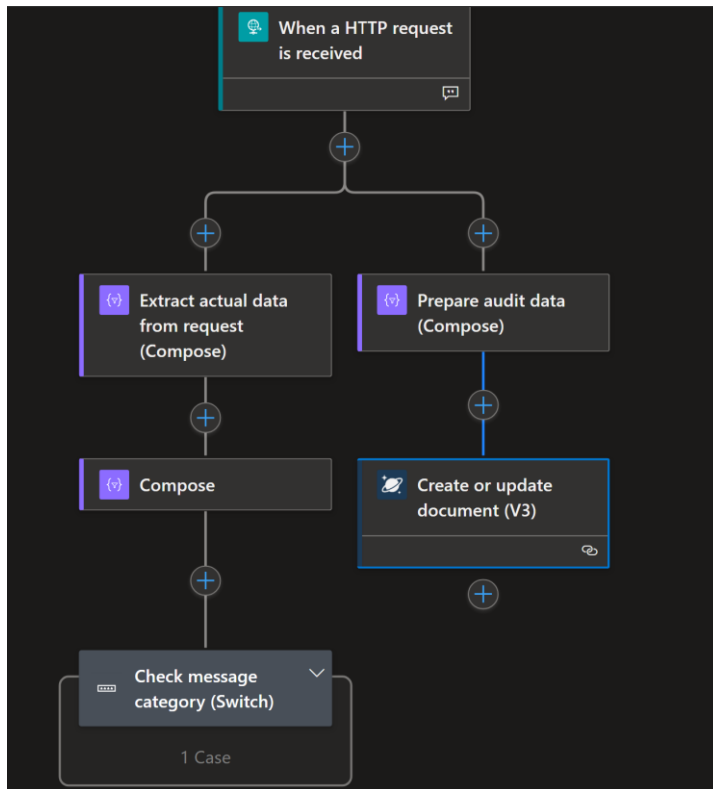 When a HTTP request
is received
Extract actual data
from request
(Compose)
Prepare audit data
(Compose)
Compose
Create or update
document (V3)
Check message
category (Switch)
1 Case